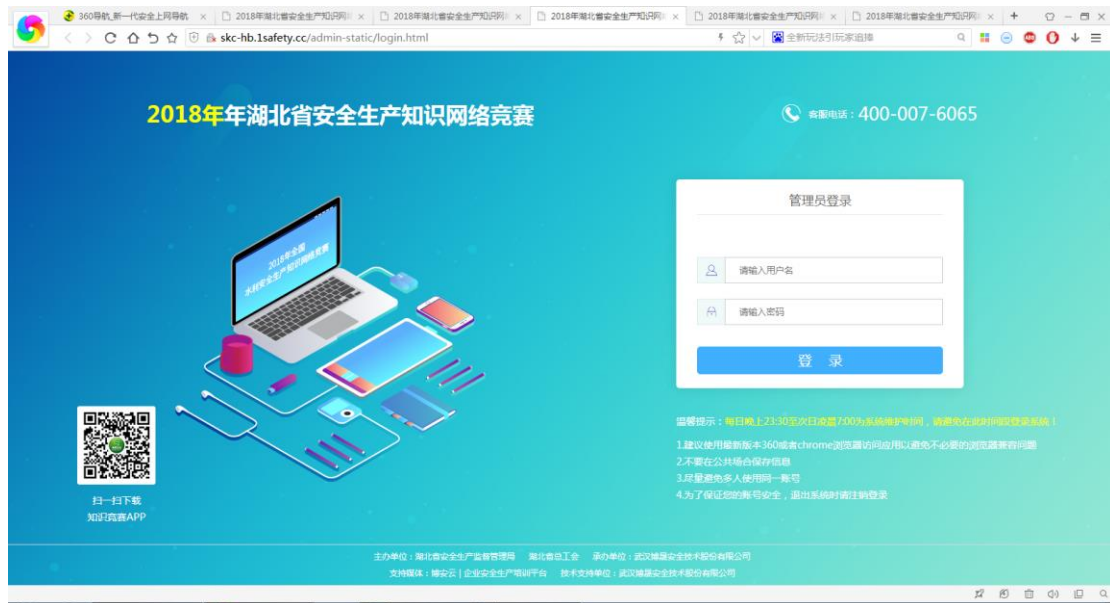 360导航_新一代安全上网导航
2018年湖北省安全生产知识网
2018年湖北省安全生产知识网
2018年湖北省安全生产知识网
2018年湖北省安全生产知识网
2018年湖北省安全生产知识网
skc-hb.1safety.cc/admin-static/login.html
全新玩法引玩家追捧
2018年年湖北省安全生产知识网络竞赛
客服电话：400-007-6065
管理员登录
2018年全国
水利安全生产知识网络竞赛
请输入用户名
请输入密码
登 录
温馨提示：每日晚上23:30至次日凌晨7:00为系统维护时间，请避免在此时间段登录系统！
1.建议使用最新版本360或者chrome浏览器访问应用以避免不必要的浏览器兼容问题
2.不要在公共场合保存信息
3.尽量避免多人使用同一账号
4.为了保证您的账号安全，退出系统时请注销登录
扫一扫下载
知识竞赛APP
主办单位：湖北省安全生产监督管理局 湖北省总工会 承办单位：武汉博晟安全技术股份有限公司
支持媒体：博安云 | 企业安全生产培训平台 技术支持单位：武汉博晟安全技术股份有限公司